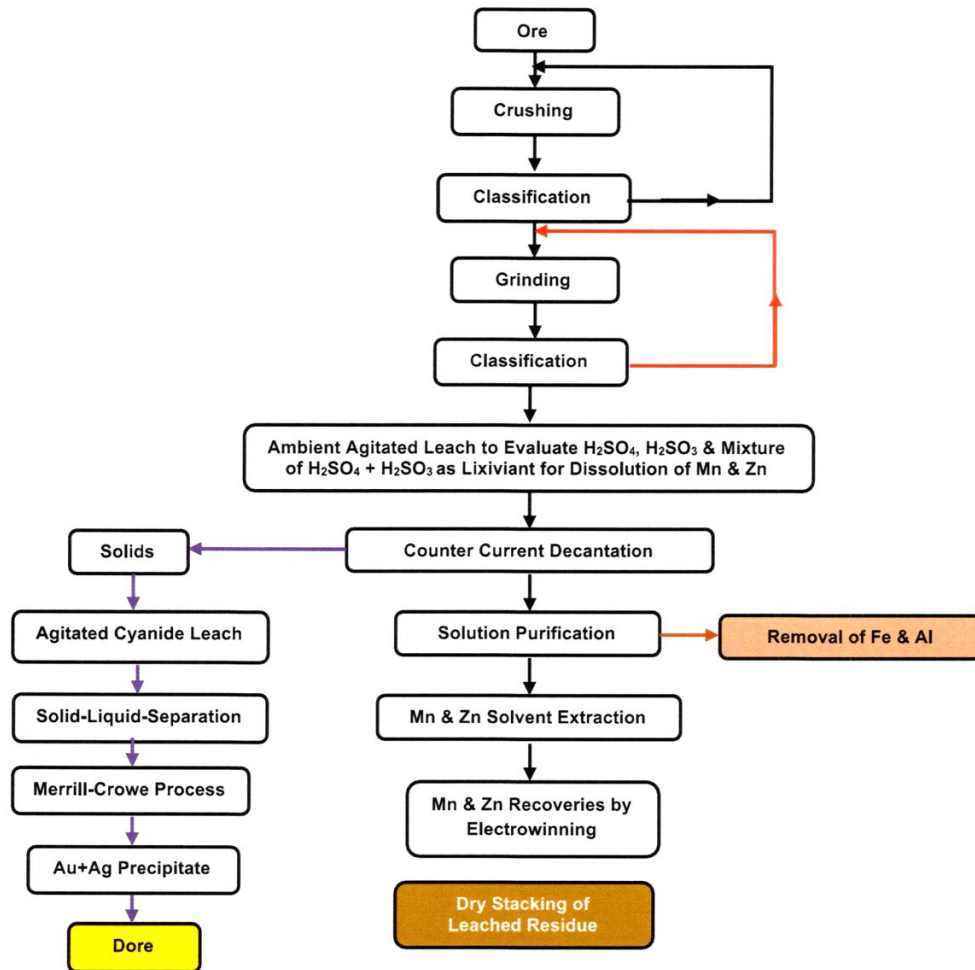 Ore
Crushing
Classification
Grinding
Classification
Ambient Agitated Leach to Evaluate H₂SO₄, H₂SO₃ & Mixture
of H₂SO₄ + H₂SO₃ as Lixiviant for Dissolution of Mn & Zn
Solids
Counter Current Decantation
Agitated Cyanide Leach
Solution Purification
Removal of Fe & Al
Solid-Liquid-Separation
Mn & Zn Solvent Extraction
Merrill-Crowe Process
Mn & Zn Recoveries by
Electrowinning
Au+Ag Precipitate
Dry Stacking of
Leached Residue
Dore